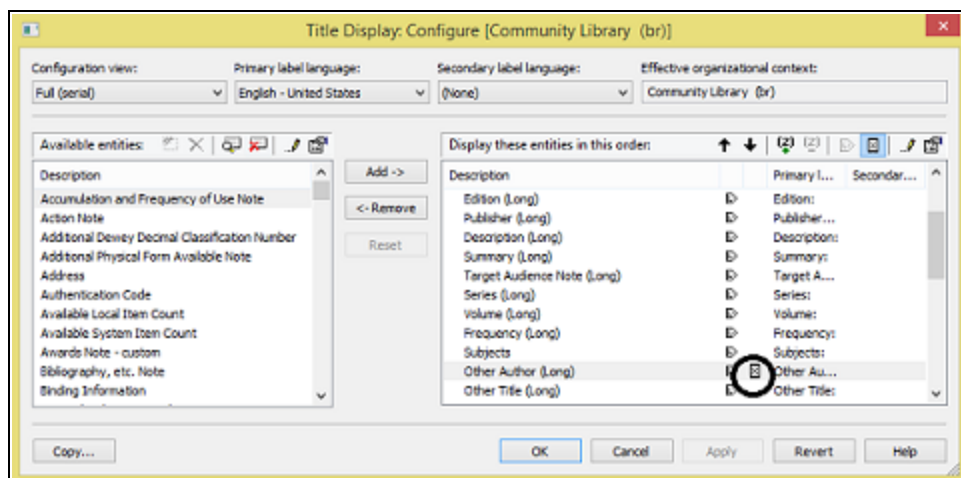 Title Display: Configure [Community Library (br)]
Configuration view: Primary label language: Secondary label language: Effective organizational context:
Full (serial) English - United States (None) Community Library (br)
Available entities: Display these entities in this order:
Description Add -> Description Primary l... Secondar...
Accumulation and Frequency of Use Note Edition (Long) Edition:
Action Note <- Remove Publisher (Long) Publisher...
Additional Dewey Decimal Classification Number Description (Long) Description:
Additional Physical Form Available Note Reset Summary (Long) Summary:
Address Target Audience Note (Long) Target A...
Authentication Code Series (Long) Series:
Available Local Item Count Volume (Long) Volume:
Available System Item Count Frequency (Long) Frequency:
Awards Note - custom Subjects Subjects:
Bibliography, etc. Note Other Author (Long) Other Au...
Binding Information Other Title (Long) Other Title:
Copy... OK Cancel Apply Revert Help